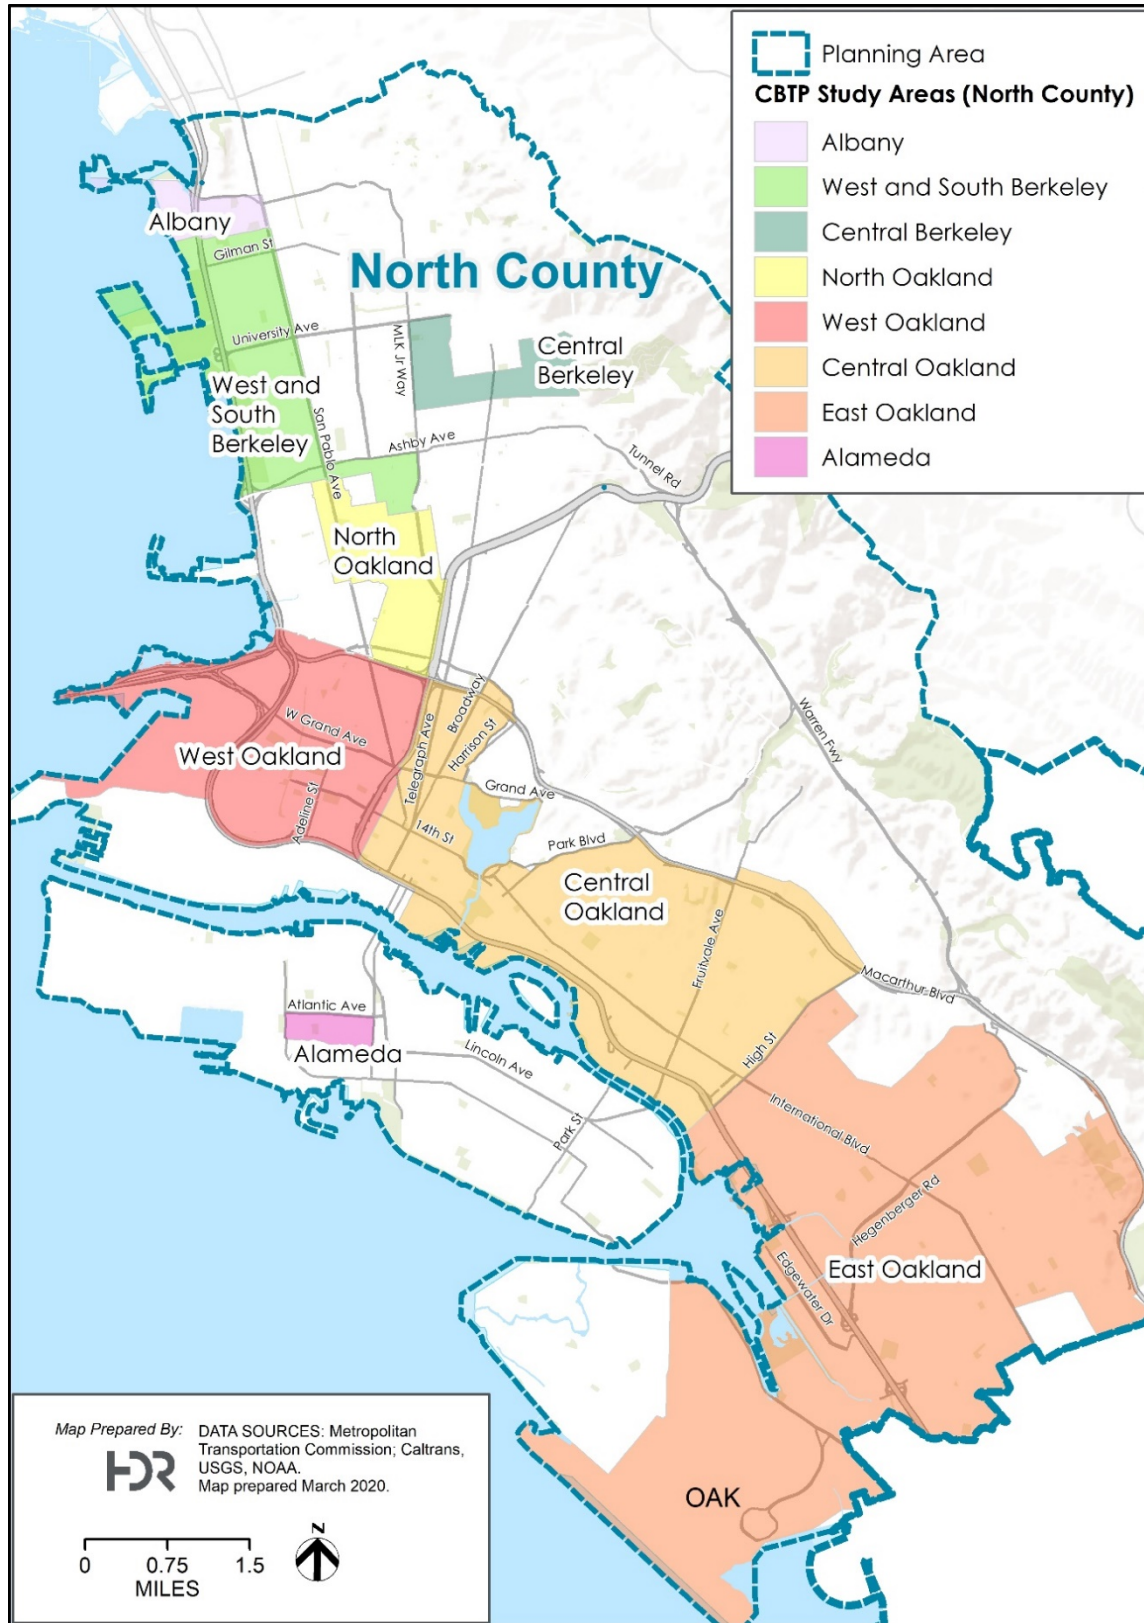 Planning Area
CBTP Study Areas (North County)
Albany
West and South Berkeley
Central Berkeley
North Oakland
West Oakland
Central Oakland
East Oakland
Alameda
Albany
Gilman St
North County
University Ave
MLK Jr Way
Central
Berkeley
West and
South
Berkeley
San Pablo Ave
Ashby Ave
Tunnel Rd
North
Oakland
Warren Fwy
Broadway
Harrison St
W Grand Ave
West Oakland
Telegraph Ave
Grand Ave
Adeline St
14th St
Park Blvd
Central
Oakland
Fruitvale Ave
Macarthur Blvd
Atlantic Ave
Alameda
Lincoln Ave
High St
International Blvd
Park St
Hegenberger Rd
East Oakland
Edgewater Dr
OAK
Map Prepared By:
HDR
DATA SOURCES: Metropolitan
Transportation Commission; Caltrans,
USGS, NOAA.
Map prepared March 2020.
N
0 0.75 1.5
MILES